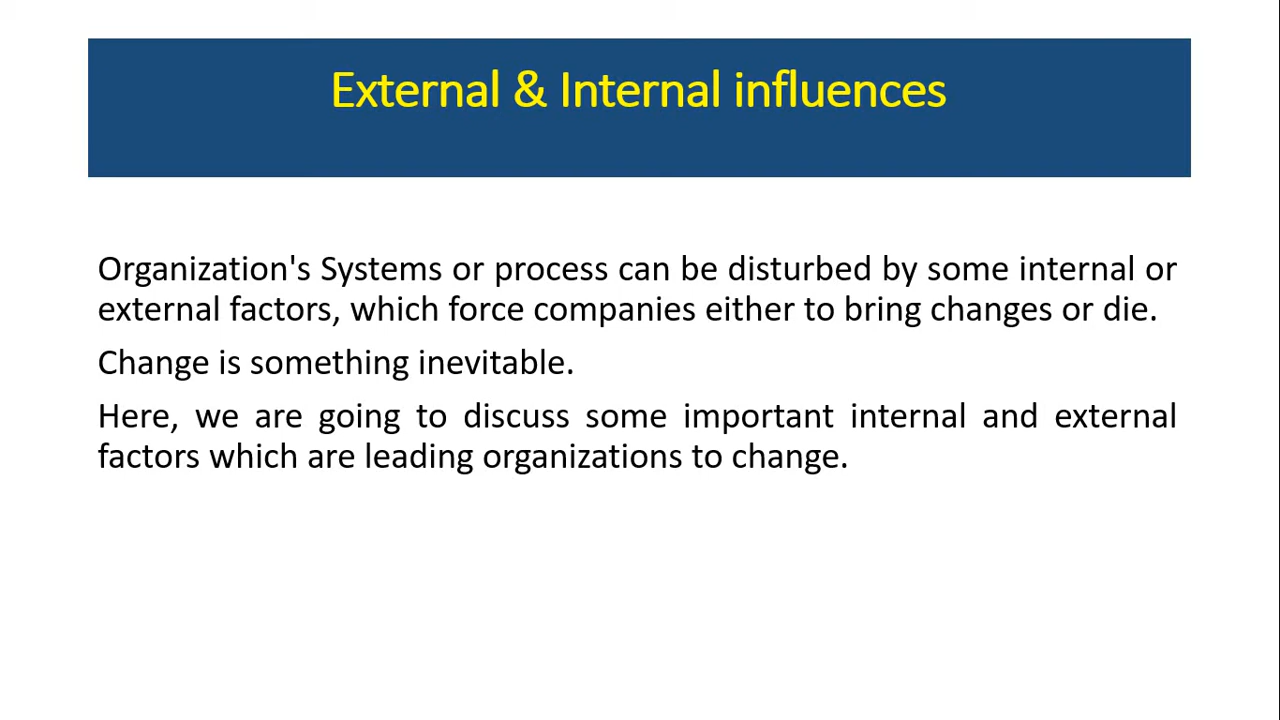 External & Internal influences
Organization's Systems or process can be disturbed by some internal or
external factors, which force companies either to bring changes or die.
Change is something inevitable.
Here, we are going to discuss some important internal and external
factors which are leading organizations to change.